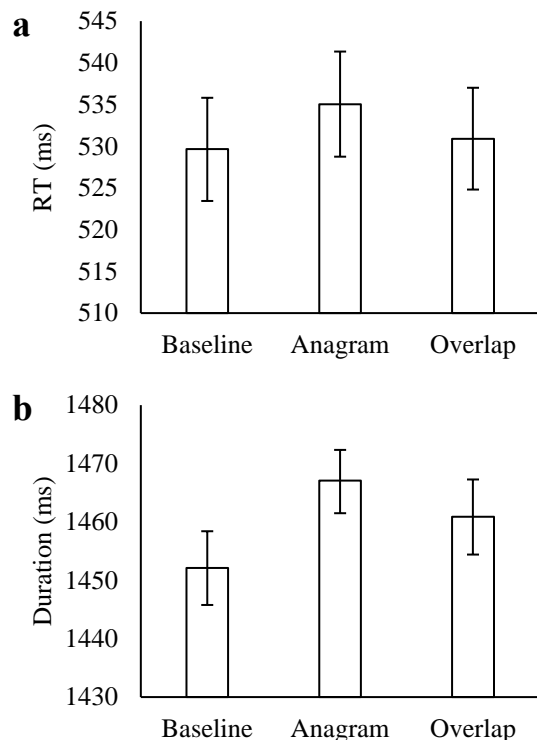 a
RT (ms)
545
540
535
530
525
520
515
510
Baseline Anagram Overlap
b
Duration (ms)
1480
1470
1460
1450
1440
1430
Baseline Anagram Overlap